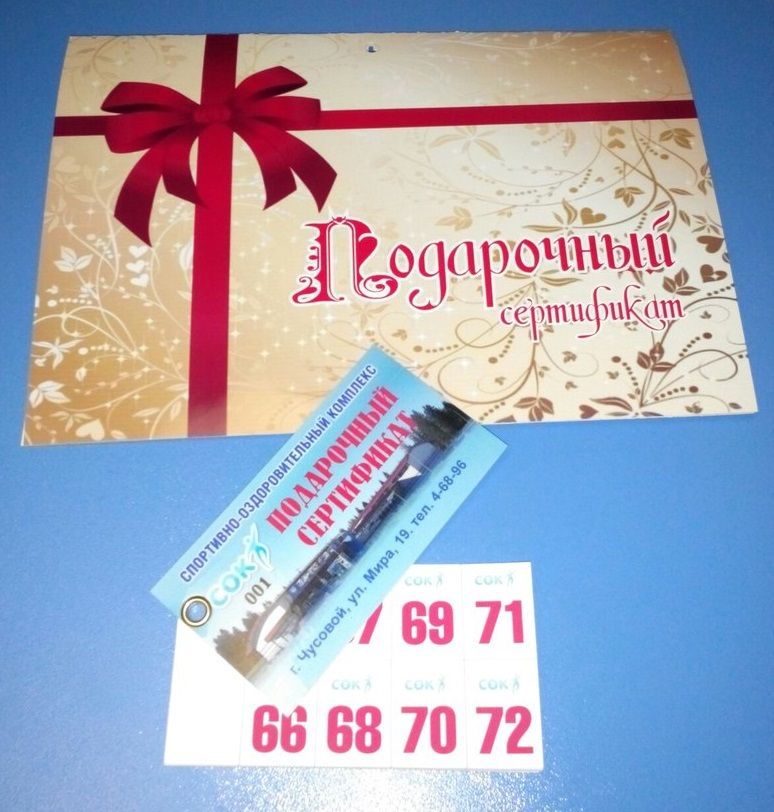 Подарочный
сертификат
СПОРТИВНО-ОЗДОРОВИТЕЛЬНЫЙ КОМПЛЕКС
СОК
ПОДАРОЧНЫЙ
СЕРТИФИКАТ
001
г. Чусовой, ул. Мира, 19. тел. 4-68-96
СОК СОК
69 71
СОК СОК СОК
66 68 70 72